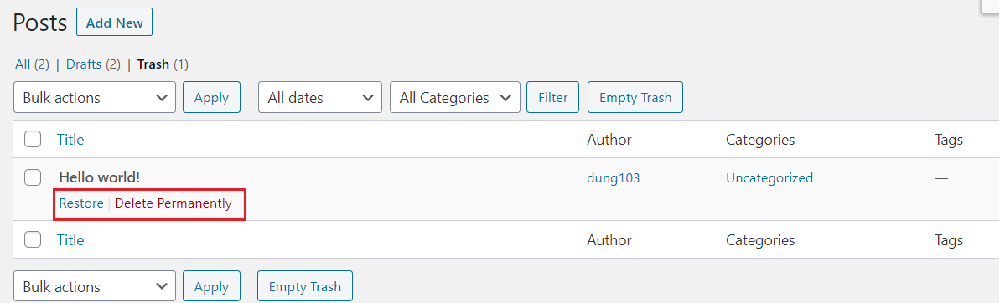 Posts Add New
All (2) | Drafts (2) | Trash (1)
Bulk actions Apply All dates All Categories Filter Empty Trash
Title Author Categories Tags
Hello world! dung103 Uncategorized —
Restore | Delete Permanently
Title Author Categories Tags
Bulk actions Apply Empty Trash